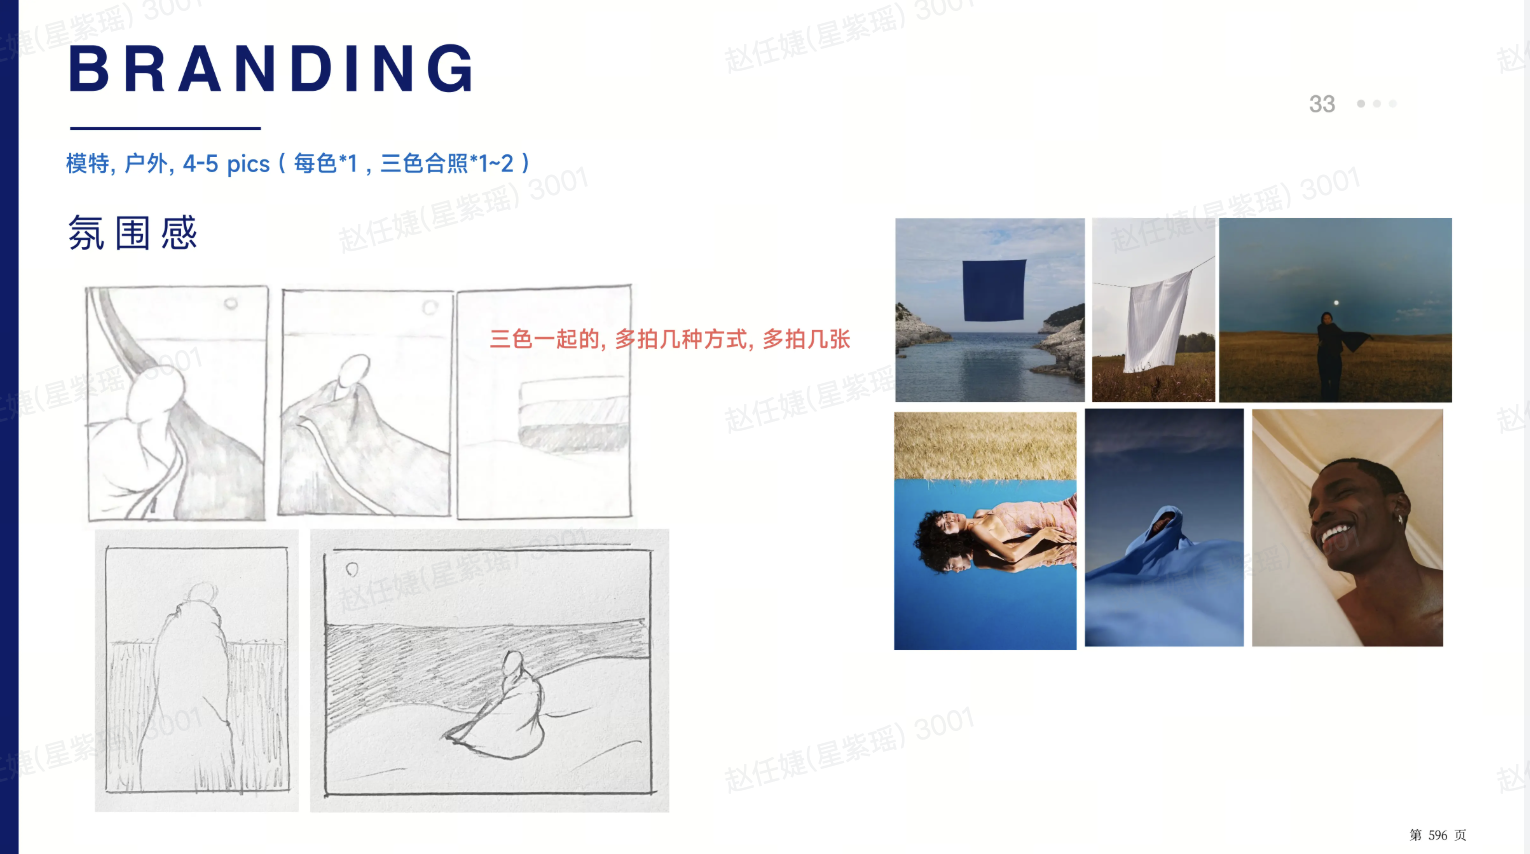 BRANDING
33
模特, 户外, 4-5 pics ( 每色*1 , 三色合照*1~2 )
氛围感
三色一起的, 多拍几种方式, 多拍几张
第 596 页
赵任婕(星紫瑶) 3001